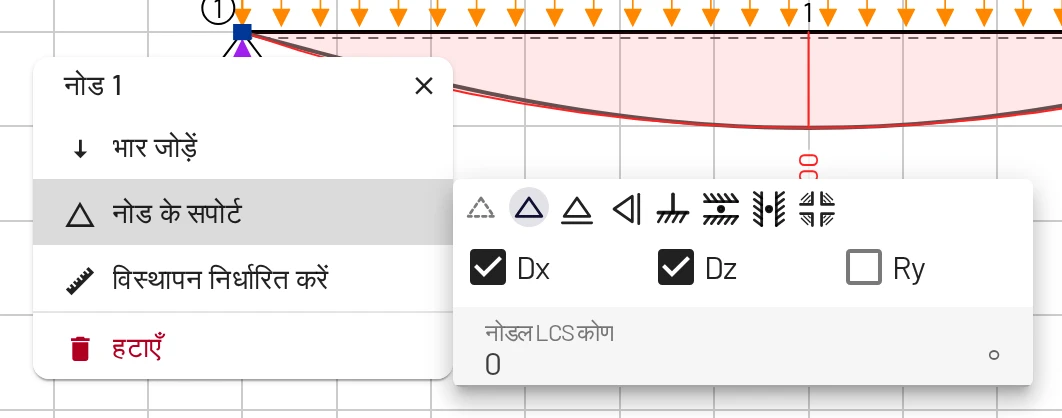 1
1
नोड 1
भार जोड़ें
नोड के सपोर्ट
विस्थापन निर्धारित करें
हटाएँ
Dx
Dz
Ry
नोडल LCS कोण
0
°